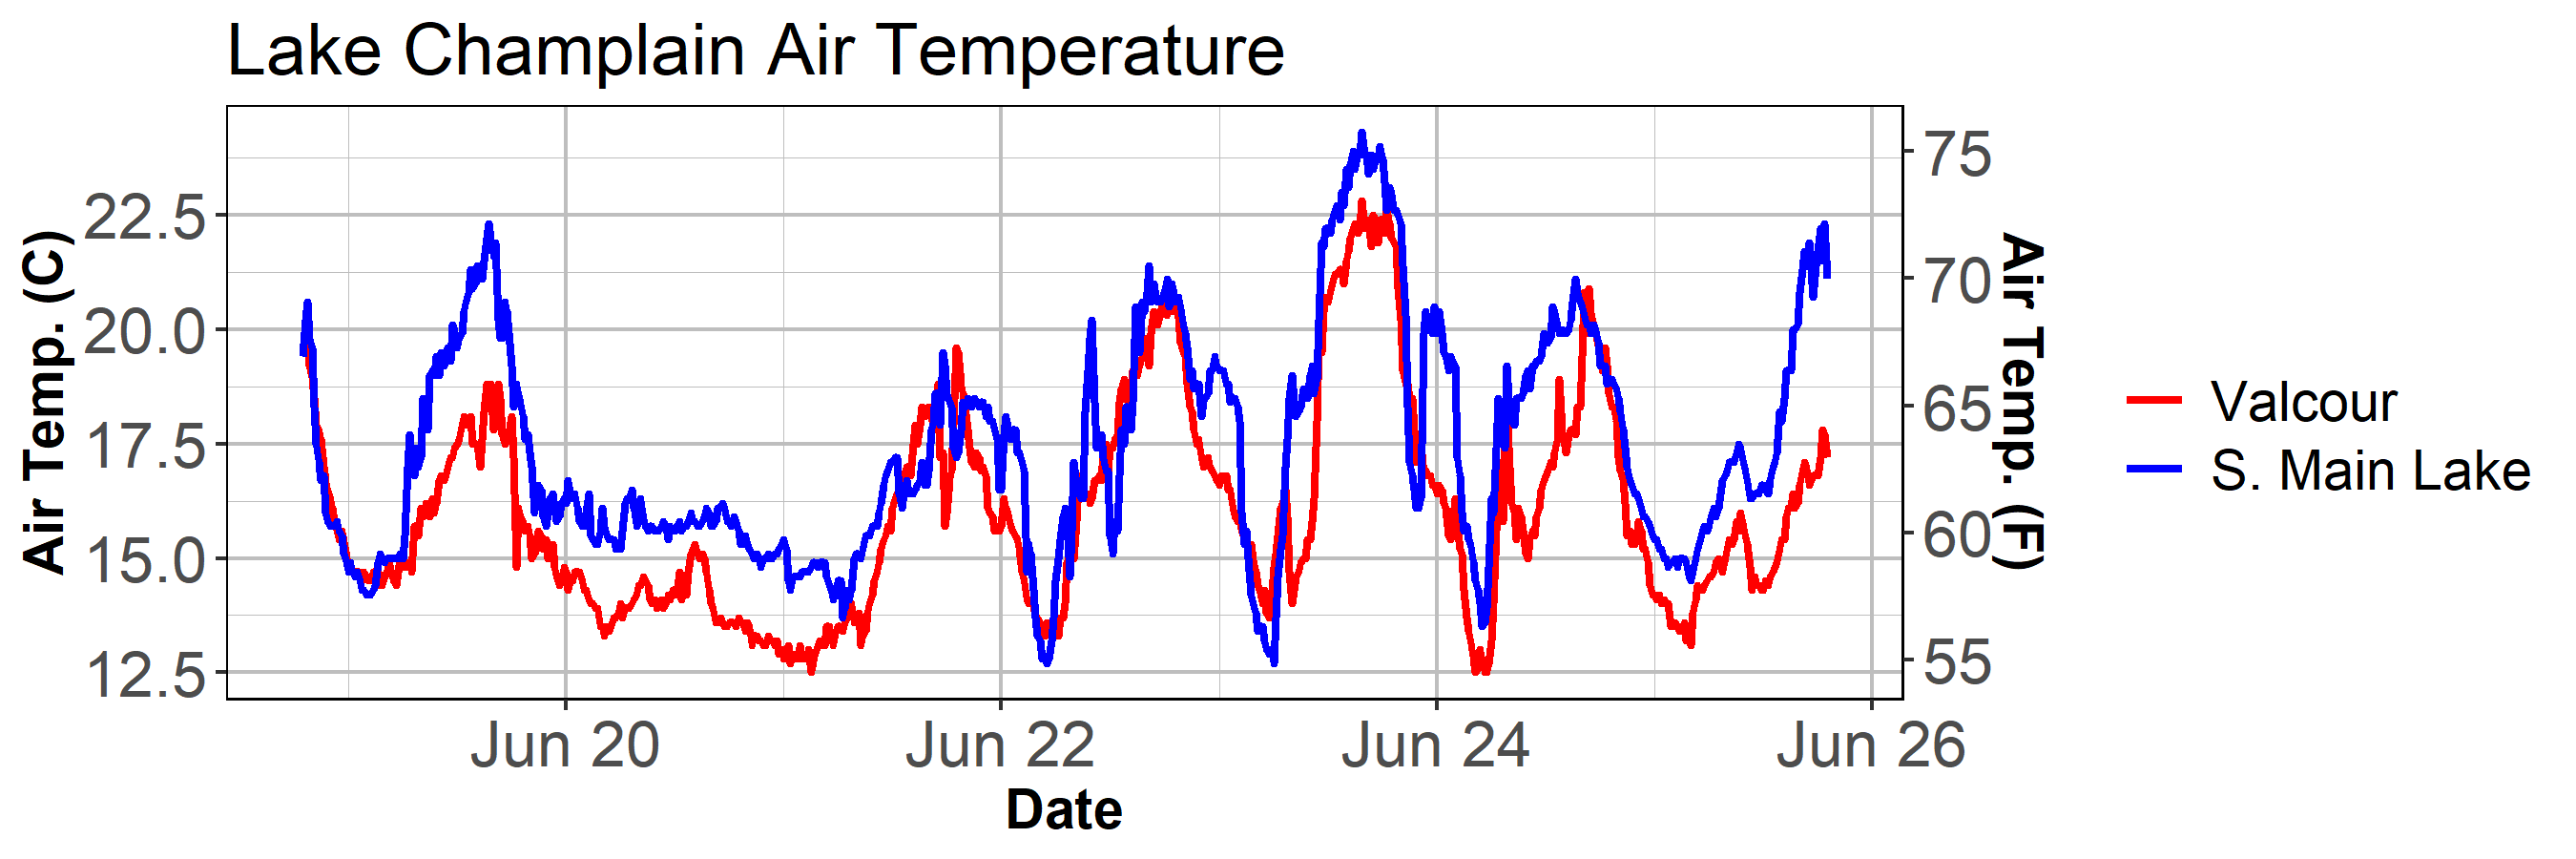 Lake Champlain Air Temperature
Air Temp. (C)
22.5
20.0
17.5
15.0
12.5
75
70
65
60
55
Air Temp. (F)
Jun 20
Jun 22
Jun 24
Jun 26
Date
Valcour
S. Main Lake